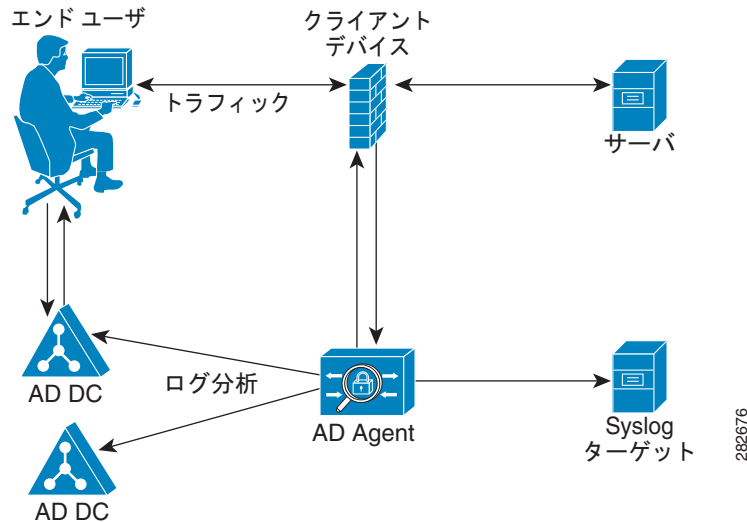 エンド ユーザ
クライアント
デバイス
トラフィック
サーバ
AD DC
ログ分析
AD Agent
Syslog
ターゲット
AD DC
282676